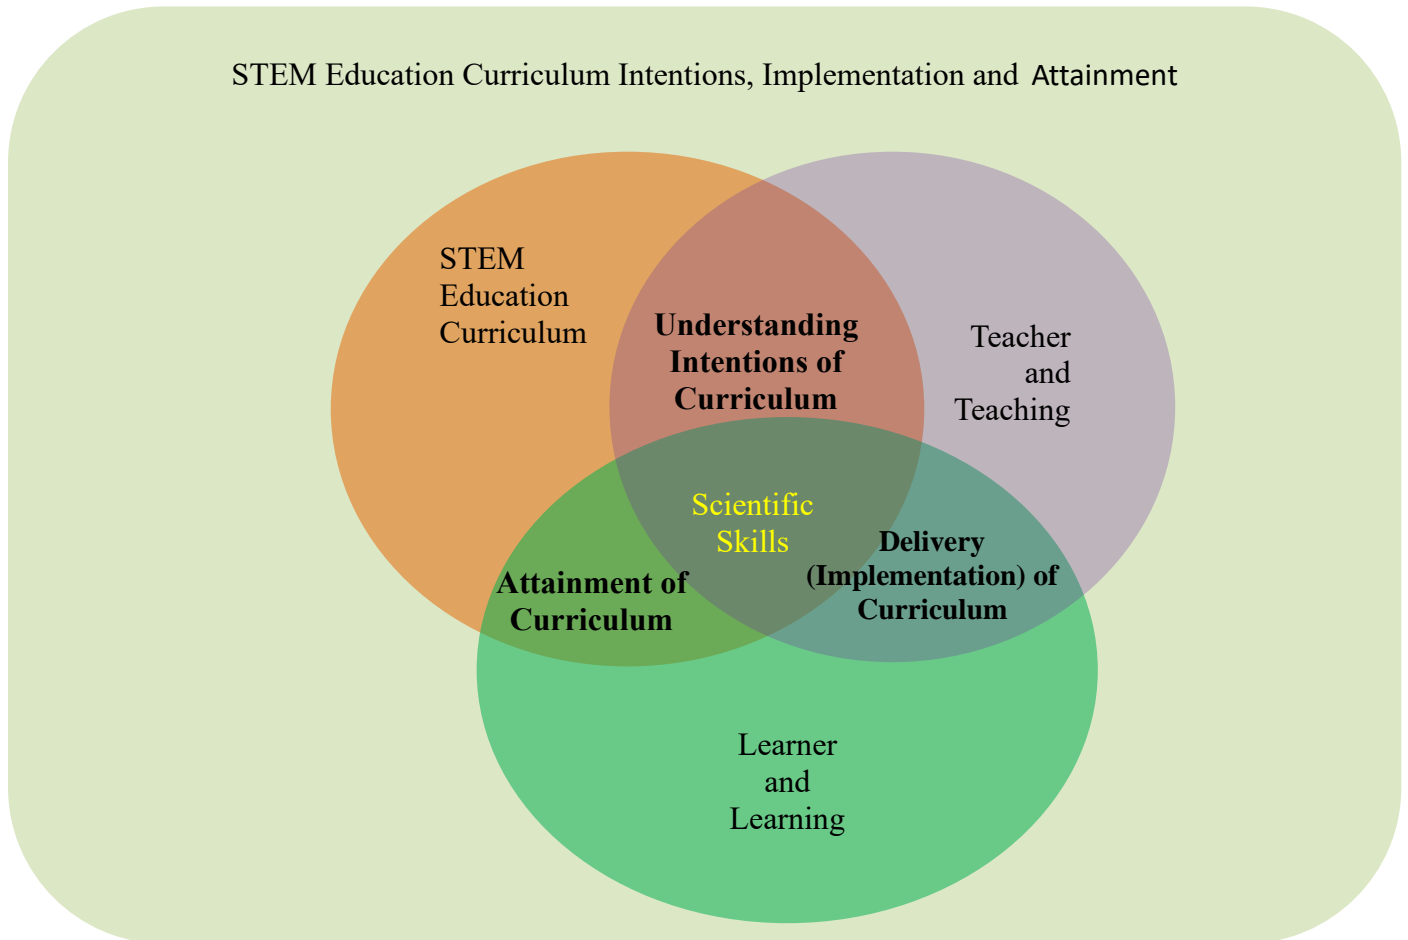 STEM Education Curriculum Intentions, Implementation and Attainment
STEM
Education
Curriculum
Understanding
Intentions of
Curriculum
Teacher
and
Teaching
Scientific
Skills
Delivery
(Implementation) of
Curriculum
Attainment of
Curriculum
Learner
and
Learning